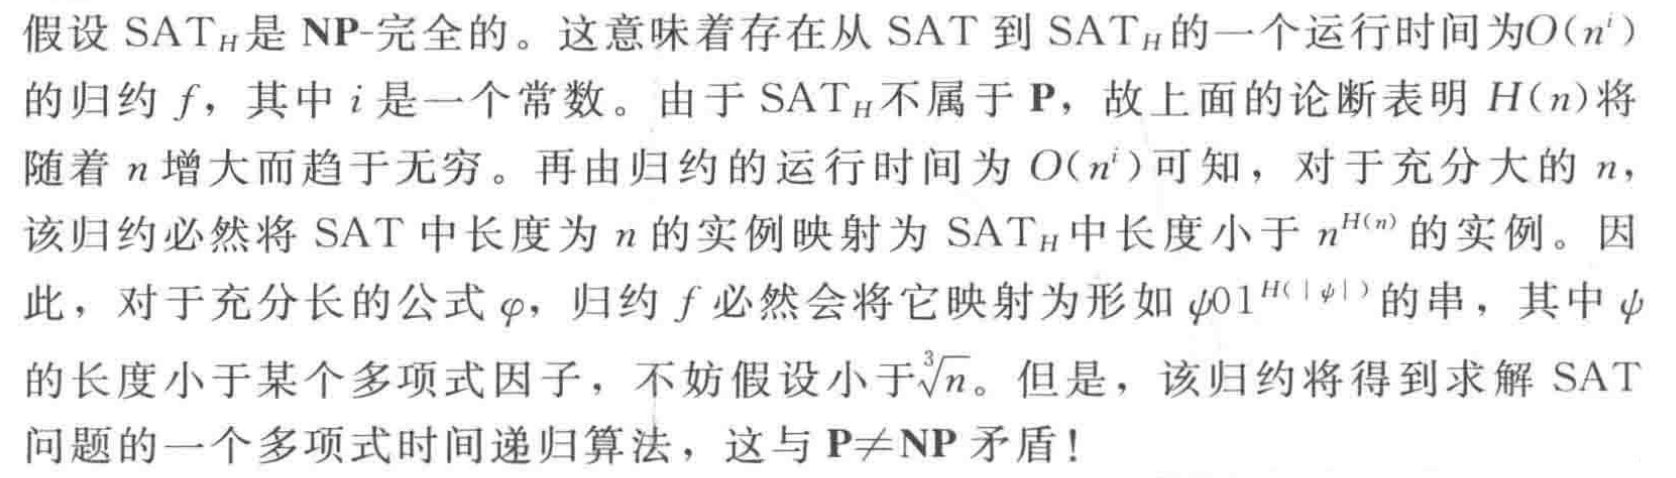 假设 SAT_H 是 NP-完全的。这意味着存在从 SAT 到 SAT_H 的一个运行时间为O(n^i)
的归约 f，其中 i 是一个常数。由于 SAT_H 不属于 P，故上面的论断表明 H(n)将
随着 n 增大而趋于无穷。再由归约的运行时间为 O(n^i)可知，对于充分大的 n，
该归约必然将 SAT 中长度为 n 的实例映射为 SAT_H 中长度小于 n^{H(n)} 的实例。因
此，对于充分长的公式 φ，归约 f 必然会将它映射为形如 ψ01^{H(|ψ|)} 的串，其中 ψ
的长度小于某个多项式因子，不妨假设小于∛n。但是，该归约将得到求解 SAT
问题的一个多项式时间递归算法，这与 P≠NP 矛盾！